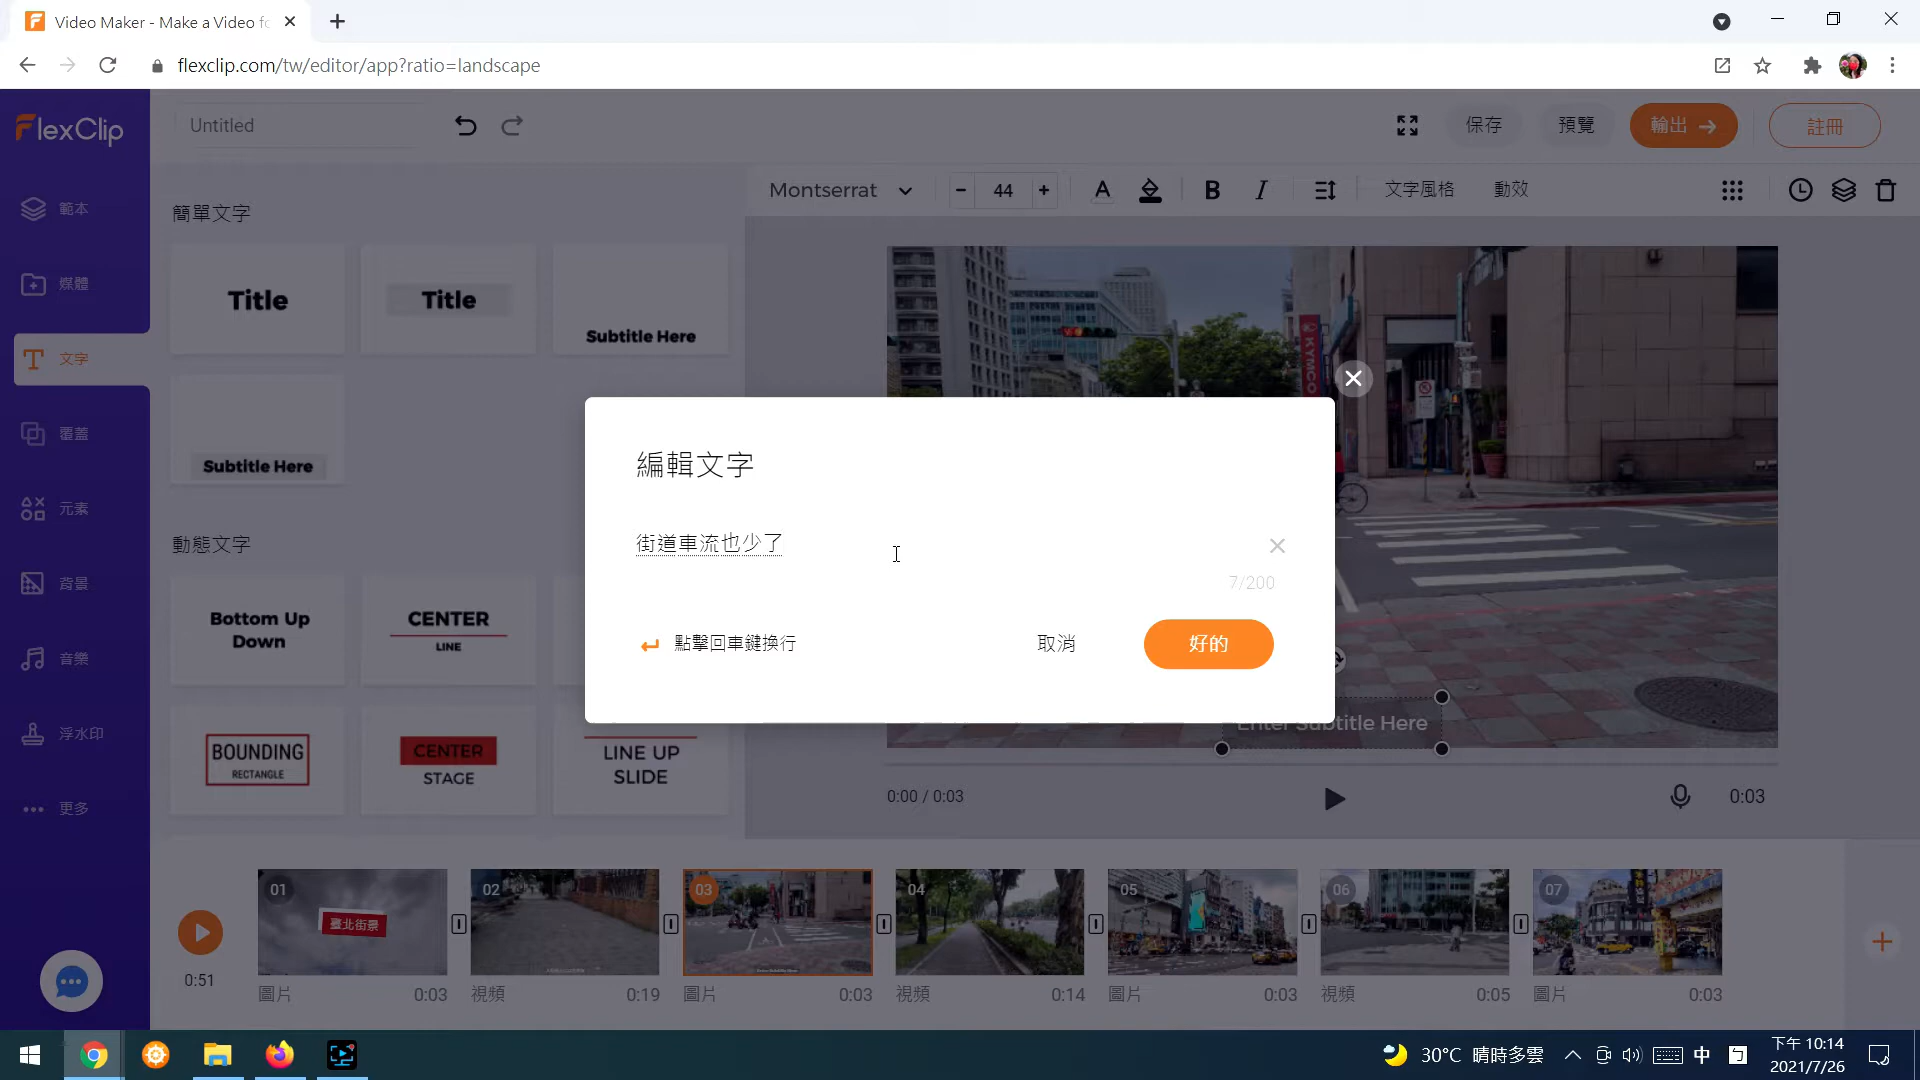 Video Maker - Make a Video fo
flexclip.com/tw/editor/app?ratio=landscape
FlexClip
Untitled
保存
預覽
輸出
註冊
範本
媒體
文字
覆蓋
元素
背景
音樂
浮水印
更多
簡單文字
Title
Title
Subtitle Here
Subtitle Here
動態文字
Bottom Up
Down
CENTER
LINE
BOUNDING
RECTANGLE
CENTER
STAGE
LINE UP
SLIDE
Montserrat
44
A
B
I
文字風格
動效
KYMCO
編輯文字
街道車流也少了
7/200
點擊回車鍵換行
取消
好的
Enter Subtitle Here
0:00 / 0:03
0:03
0:51
01
臺北街景
圖片
0:03
02
視頻
0:19
03
圖片
0:03
04
視頻
0:14
05
圖片
0:03
06
視頻
0:05
07
圖片
0:03
30°C 晴時多雲
中
下午 10:14
2021/7/26